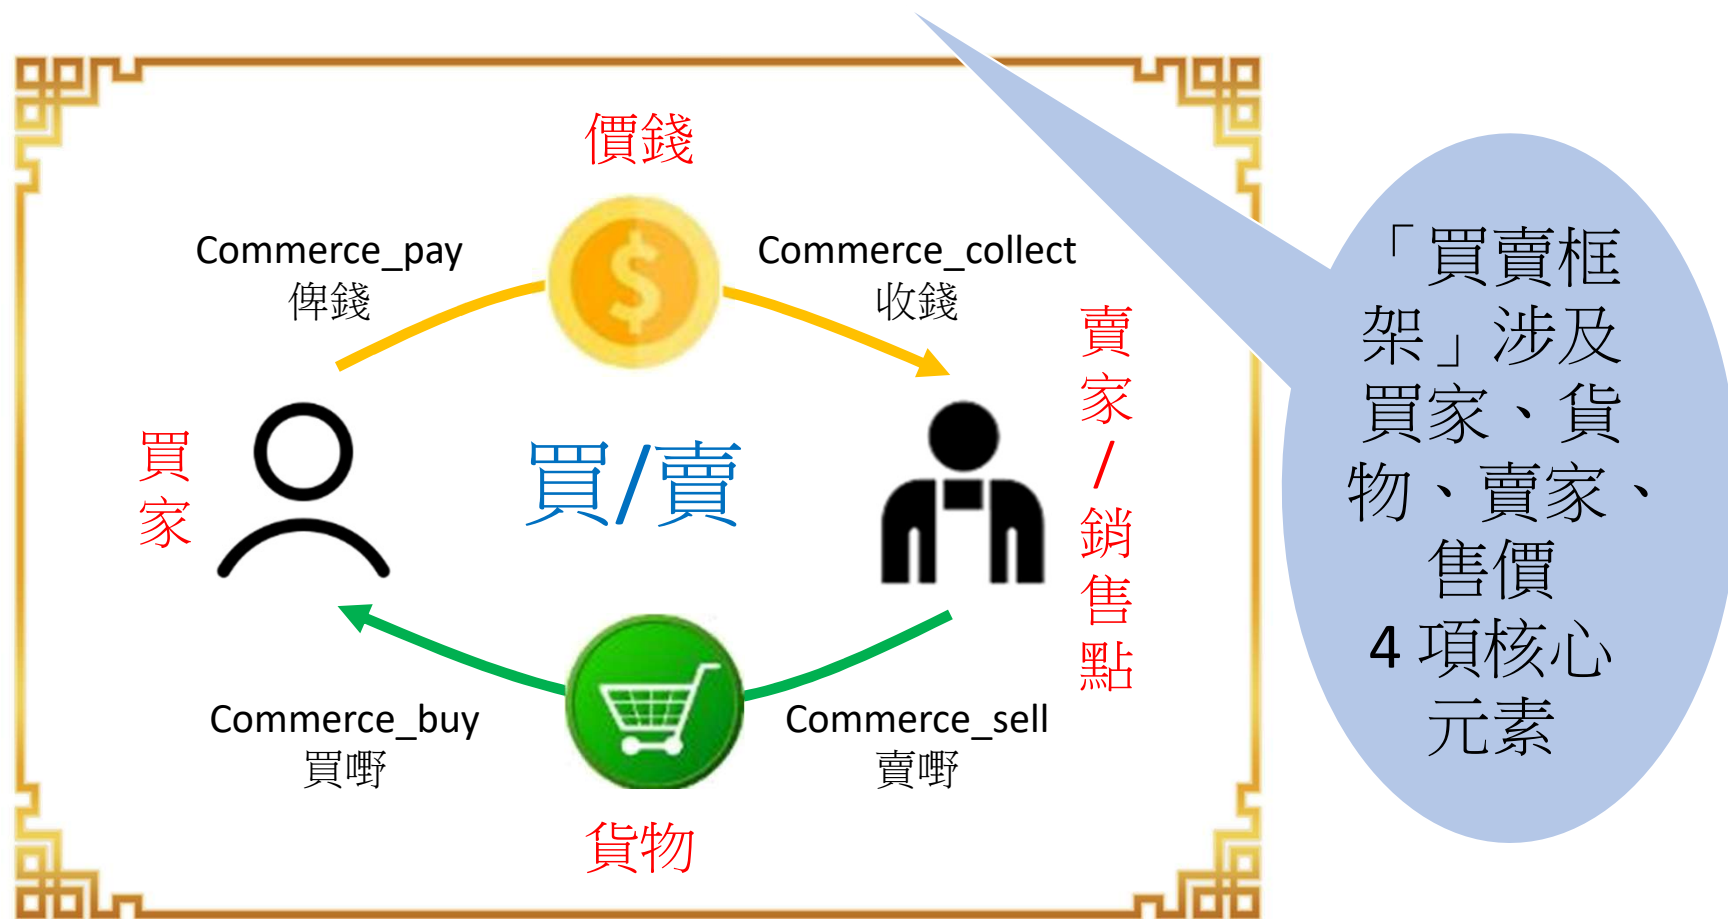 價錢
Commerce_pay
俾錢
Commerce_collect
收錢
買家
買/賣
賣家/銷售點
Commerce_buy
買嘢
Commerce_sell
賣嘢
貨物
「買賣框
架」涉及
買家、貨
物、賣家、
售價
4 項核心
元素